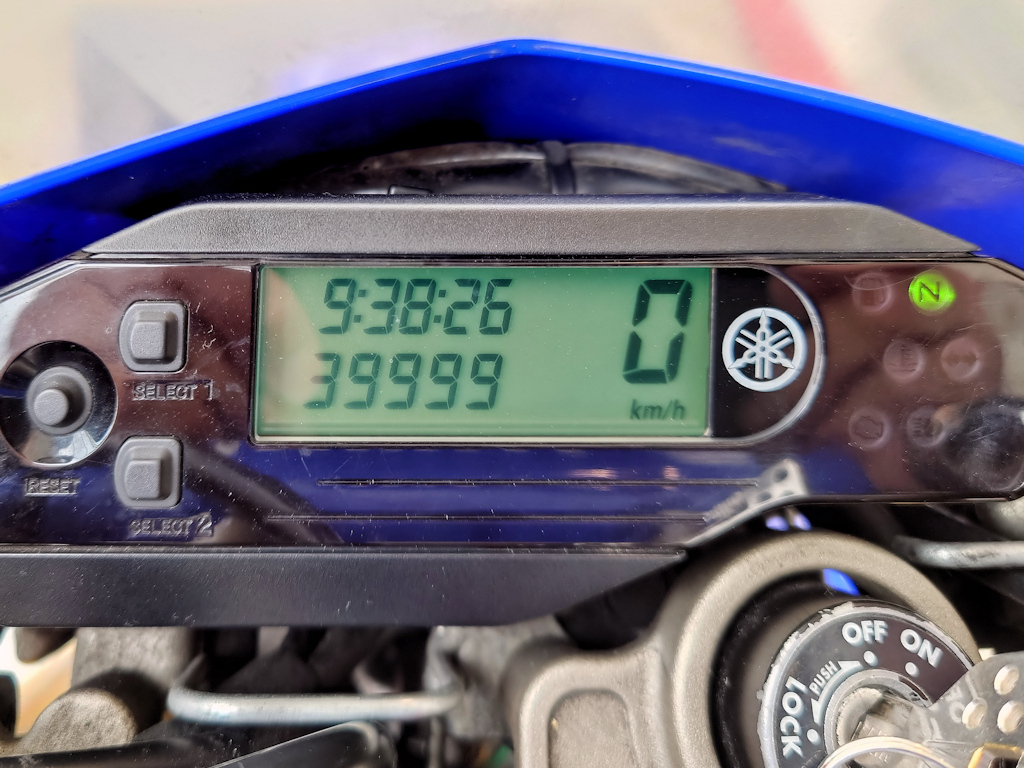 9:38:26
0
39999
km/h
N
SELECT 1
RESET
SELECT 2
OFF
ON
PUSH
LOCK